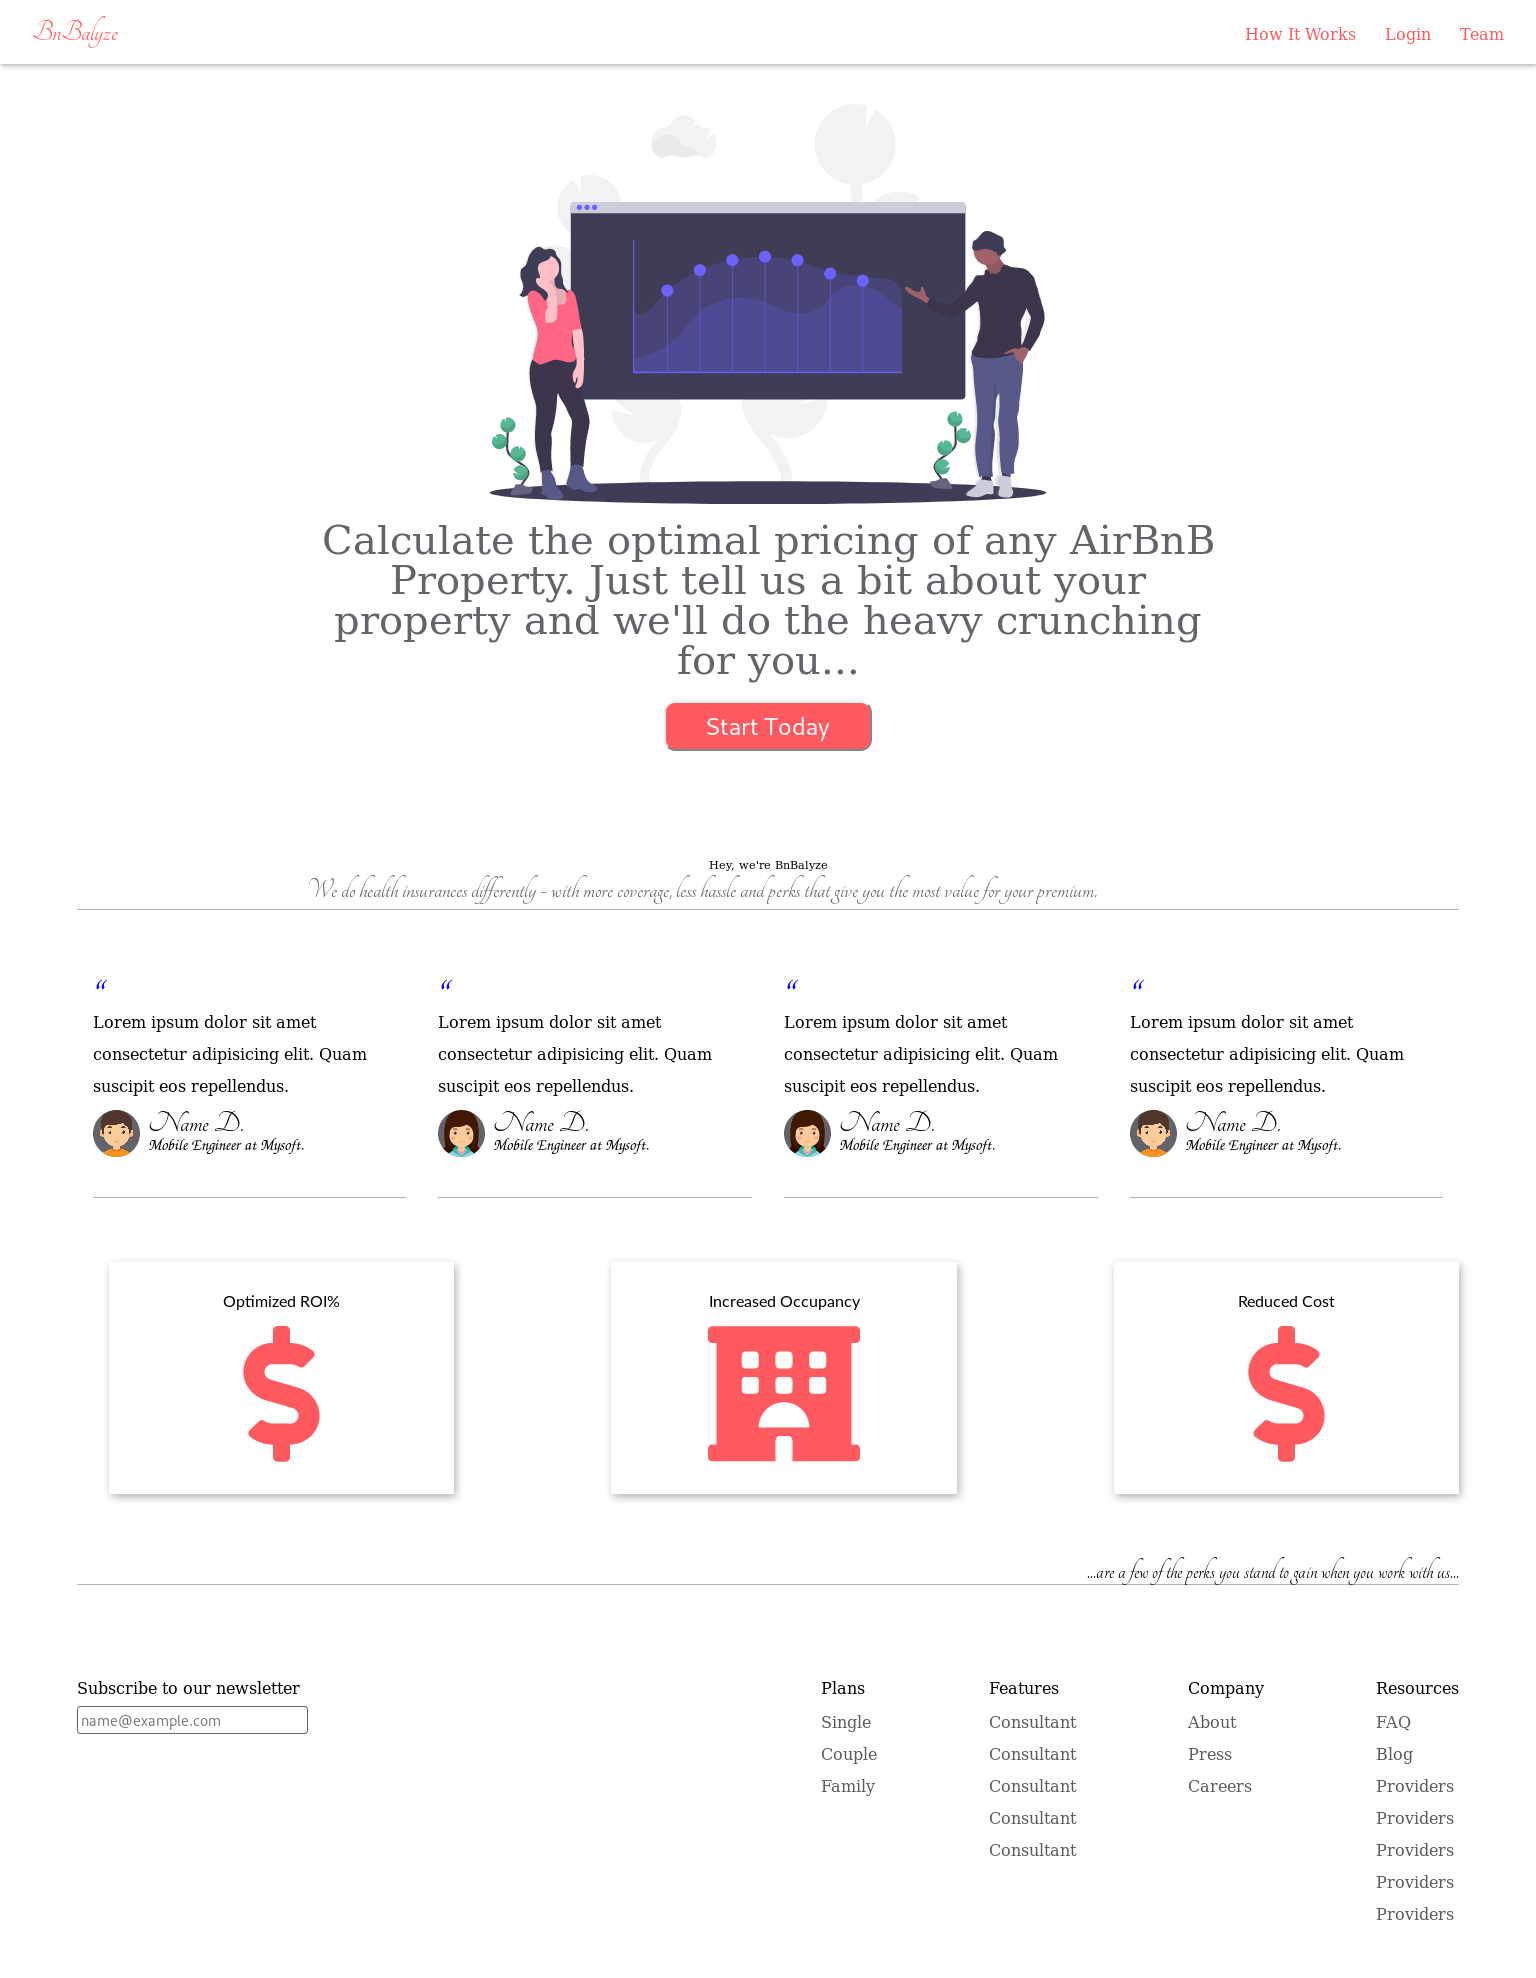 BnBalyze
How It Works Login Team
Calculate the optimal pricing of any AirBnB
Property. Just tell us a bit about your
property and we'll do the heavy crunching
for you...
Start Today
Hey, we're BnBalyze
We do health insurances differently - with more coverage, less hassle and perks that give you the most value for your premium.
“
Lorem ipsum dolor sit amet
consectetur adipisicing elit. Quam
suscipit eos repellendus.
Name D.
Mobile Engineer at Mysoft.
“
Lorem ipsum dolor sit amet
consectetur adipisicing elit. Quam
suscipit eos repellendus.
Name D.
Mobile Engineer at Mysoft.
“
Lorem ipsum dolor sit amet
consectetur adipisicing elit. Quam
suscipit eos repellendus.
Name D.
Mobile Engineer at Mysoft.
“
Lorem ipsum dolor sit amet
consectetur adipisicing elit. Quam
suscipit eos repellendus.
Name D.
Mobile Engineer at Mysoft.
Optimized ROI%
Increased Occupancy
Reduced Cost
...are a few of the perks you stand to gain when you work with us...
Subscribe to our newsletter
name@example.com
Plans
Single
Couple
Family
Features
Consultant
Consultant
Consultant
Consultant
Consultant
Company
About
Press
Careers
Resources
FAQ
Blog
Providers
Providers
Providers
Providers
Providers